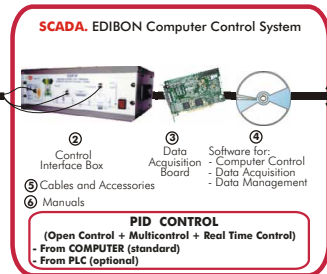 SCADA. EDIBON Computer Control System
② ③ ④
Control Interface Box
Data Acquisition Board
Software for:
- Computer Control
- Data Acquisition
- Data Management
⑤ Cables and Accessories
⑥ Manuals
PID CONTROL
(Open Control + Multicontrol + Real Time Control)
- From COMPUTER (standard)
- From PLC (optional)